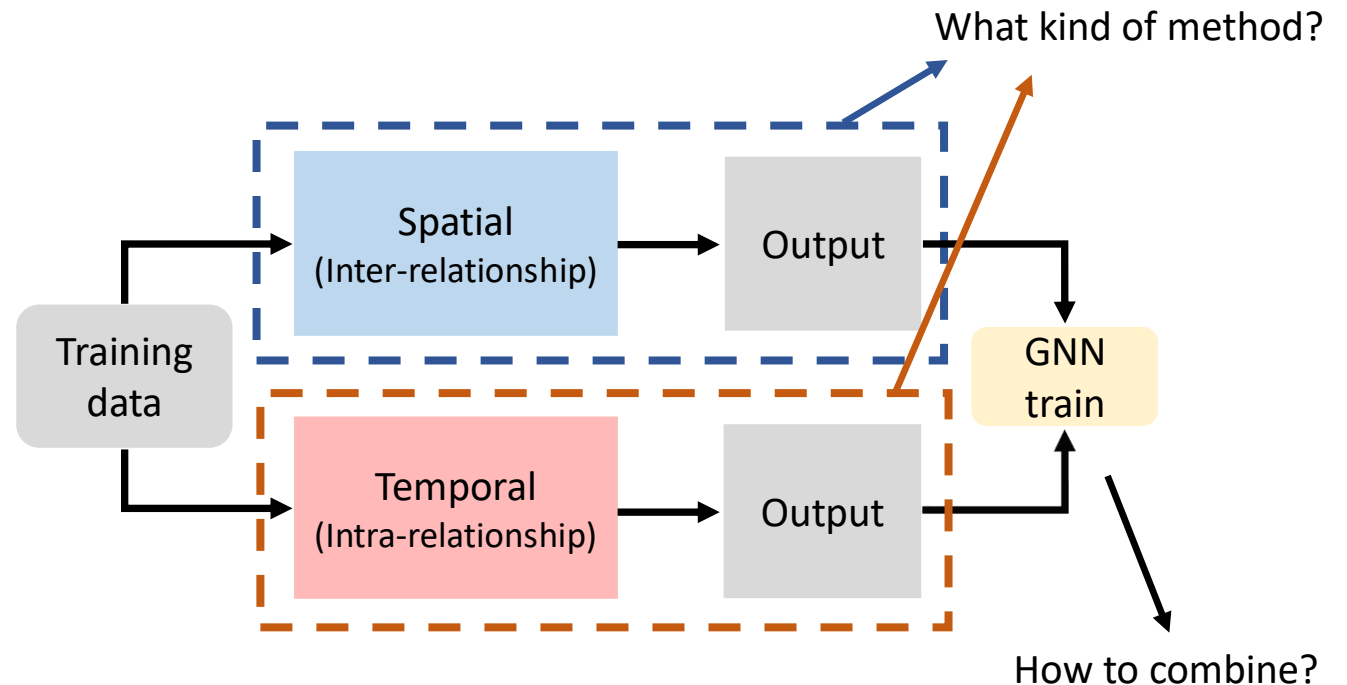 What kind of method?
Spatial
(Inter-relationship)
Output
Training
data
GNN
train
Temporal
(Intra-relationship)
Output
How to combine?